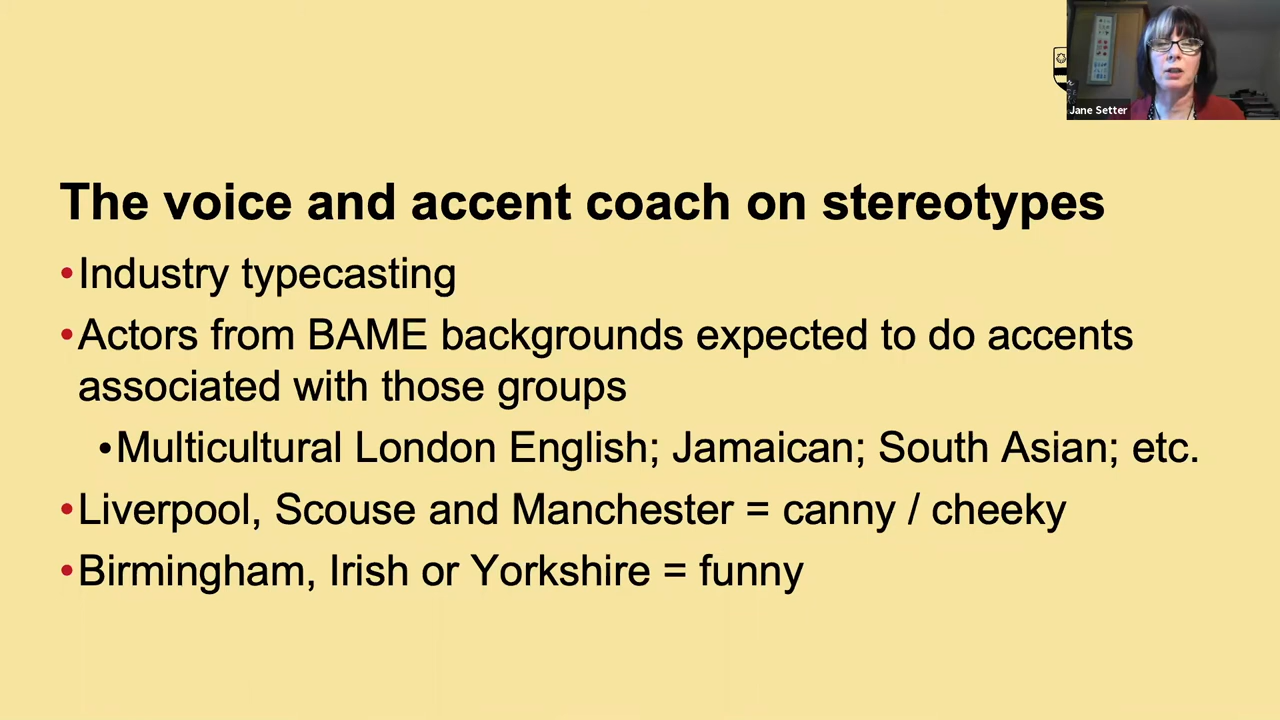 Jane Setter
The voice and accent coach on stereotypes
•Industry typecasting
•Actors from BAME backgrounds expected to do accents
associated with those groups
•Multicultural London English; Jamaican; South Asian; etc.
•Liverpool, Scouse and Manchester = canny / cheeky
•Birmingham, Irish or Yorkshire = funny